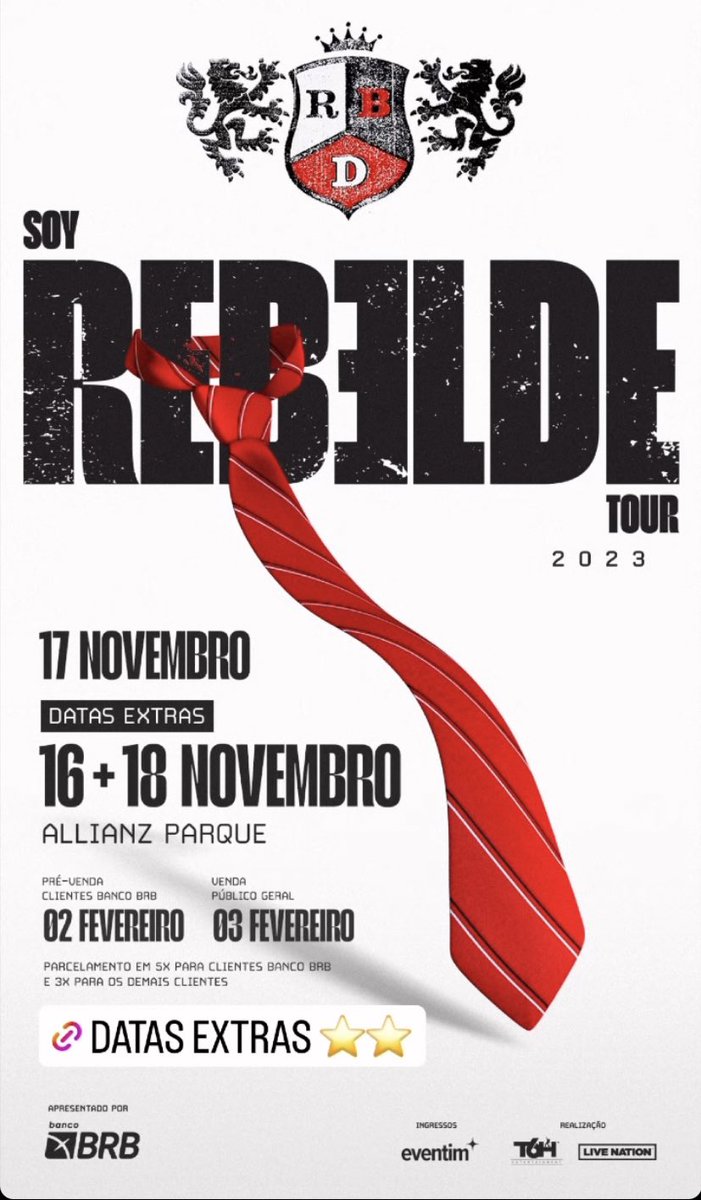 R B
D
SOY
REBELDE
TOUR
2023
17 NOVEMBRO
DATAS EXTRAS
16 + 18 NOVEMBRO
ALLIANZ PARQUE
PRÉ-VENDA
CLIENTES BANCO BRB
02 FEVEREIRO
VENDA
PÚBLICO GERAL
03 FEVEREIRO
PARCELAMENTO EM 5X PARA CLIENTES BANCO BRB
E 3X PARA OS DEMAIS CLIENTES
DATAS EXTRAS ⭐⭐
APRESENTADO POR
banco
BRB
INGRESSOS
eventim
REALIZAÇÃO
T6H
ENTERTAINMENT
LIVE NATION